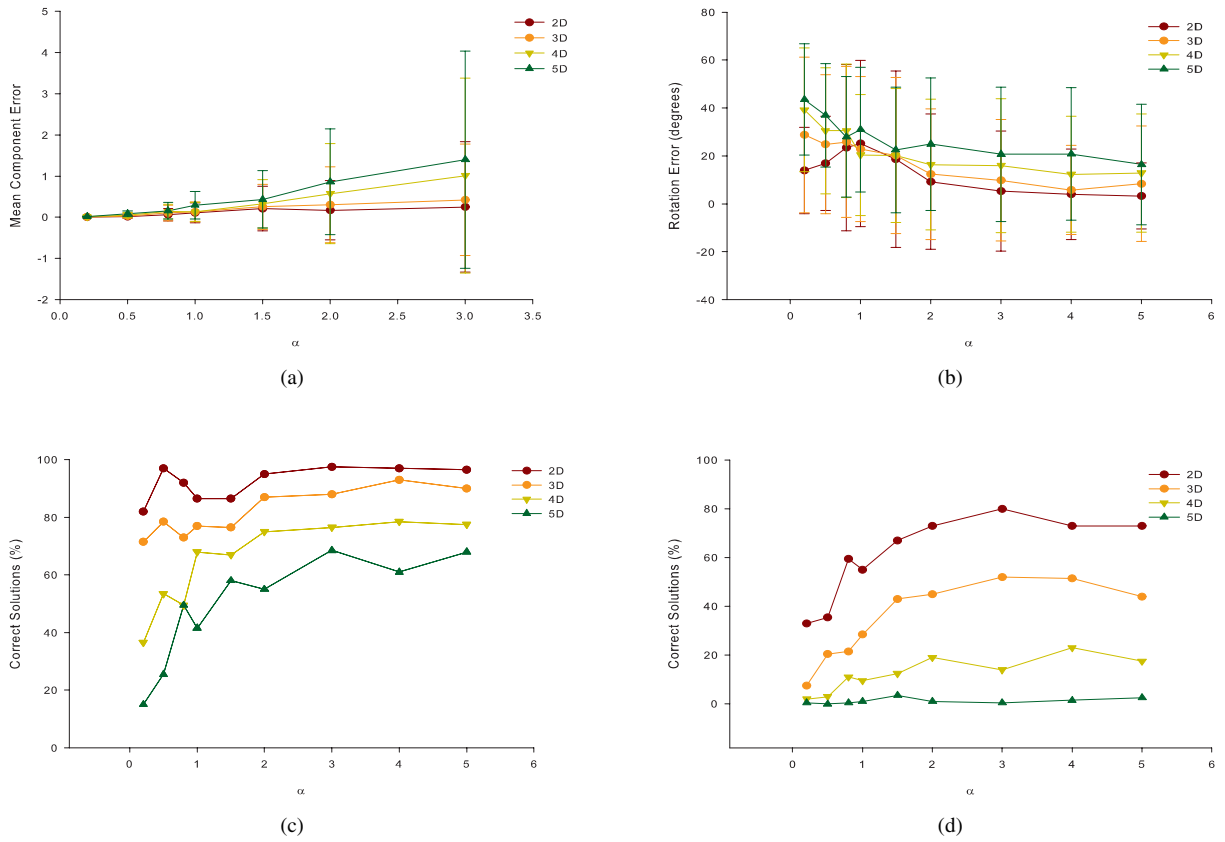 5
4
3
2
1
0
-1
-2
Mean Component Error
0.0 0.5 1.0 1.5 2.0 2.5 3.0 3.5
α
2D
3D
4D
5D
(a)
80
60
40
20
0
-20
-40
Rotation Error (degrees)
0 1 2 3 4 5 6
α
2D
3D
4D
5D
(b)
100
80
60
40
20
0
Correct Solutions (%)
0 1 2 3 4 5 6
α
2D
3D
4D
5D
(c)
100
80
60
40
20
0
Correct Solutions (%)
0 1 2 3 4 5 6
α
2D
3D
4D
5D
(d)